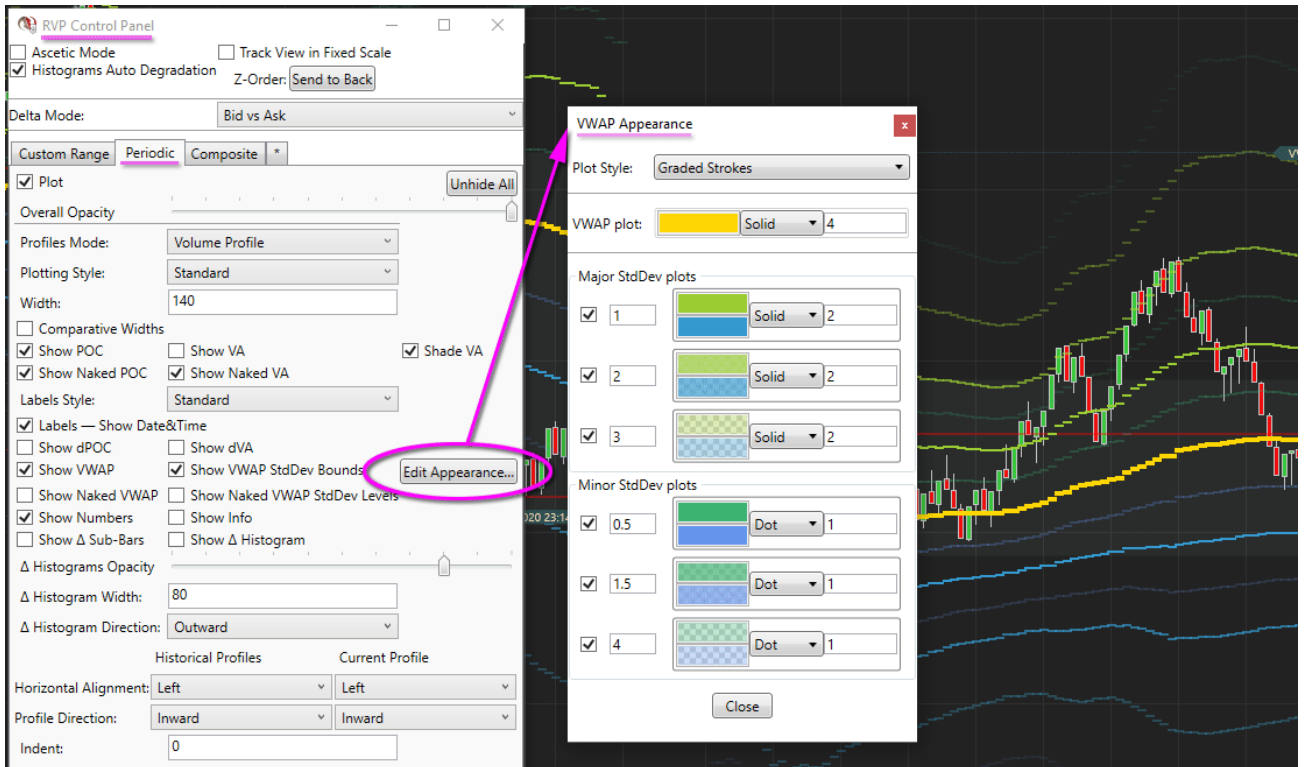 RVP Control Panel
Ascetic Mode
Track View in Fixed Scale
Histograms Auto Degradation
Z-Order: Send to Back
Delta Mode: Bid vs Ask
Custom Range Periodic Composite *
Plot
Unhide All
Overall Opacity
Profiles Mode: Volume Profile
Plotting Style: Standard
Width: 140
Comparative Widths
Show POC Show VA Shade VA
Show Naked POC Show Naked VA
Labels Style: Standard
Labels — Show Date&Time
Show dPOC Show dVA
Show VWAP Show VWAP StdDev Bounds Edit Appearance...
Show Naked VWAP Show Naked VWAP StdDev Levels
Show Numbers Show Info
Show Δ Sub-Bars Show Δ Histogram
Δ Histograms Opacity
Δ Histogram Width: 80
Δ Histogram Direction: Outward
Historical Profiles Current Profile
Horizontal Alignment: Left Left
Profile Direction: Inward Inward
Indent: 0
020 23:14
VWAP Appearance
x
Plot Style: Graded Strokes
VWAP plot: Solid 4
Major StdDev plots
1 Solid 2
2 Solid 2
3 Solid 2
Minor StdDev plots
0.5 Dot 1
1.5 Dot 1
4 Dot 1
Close